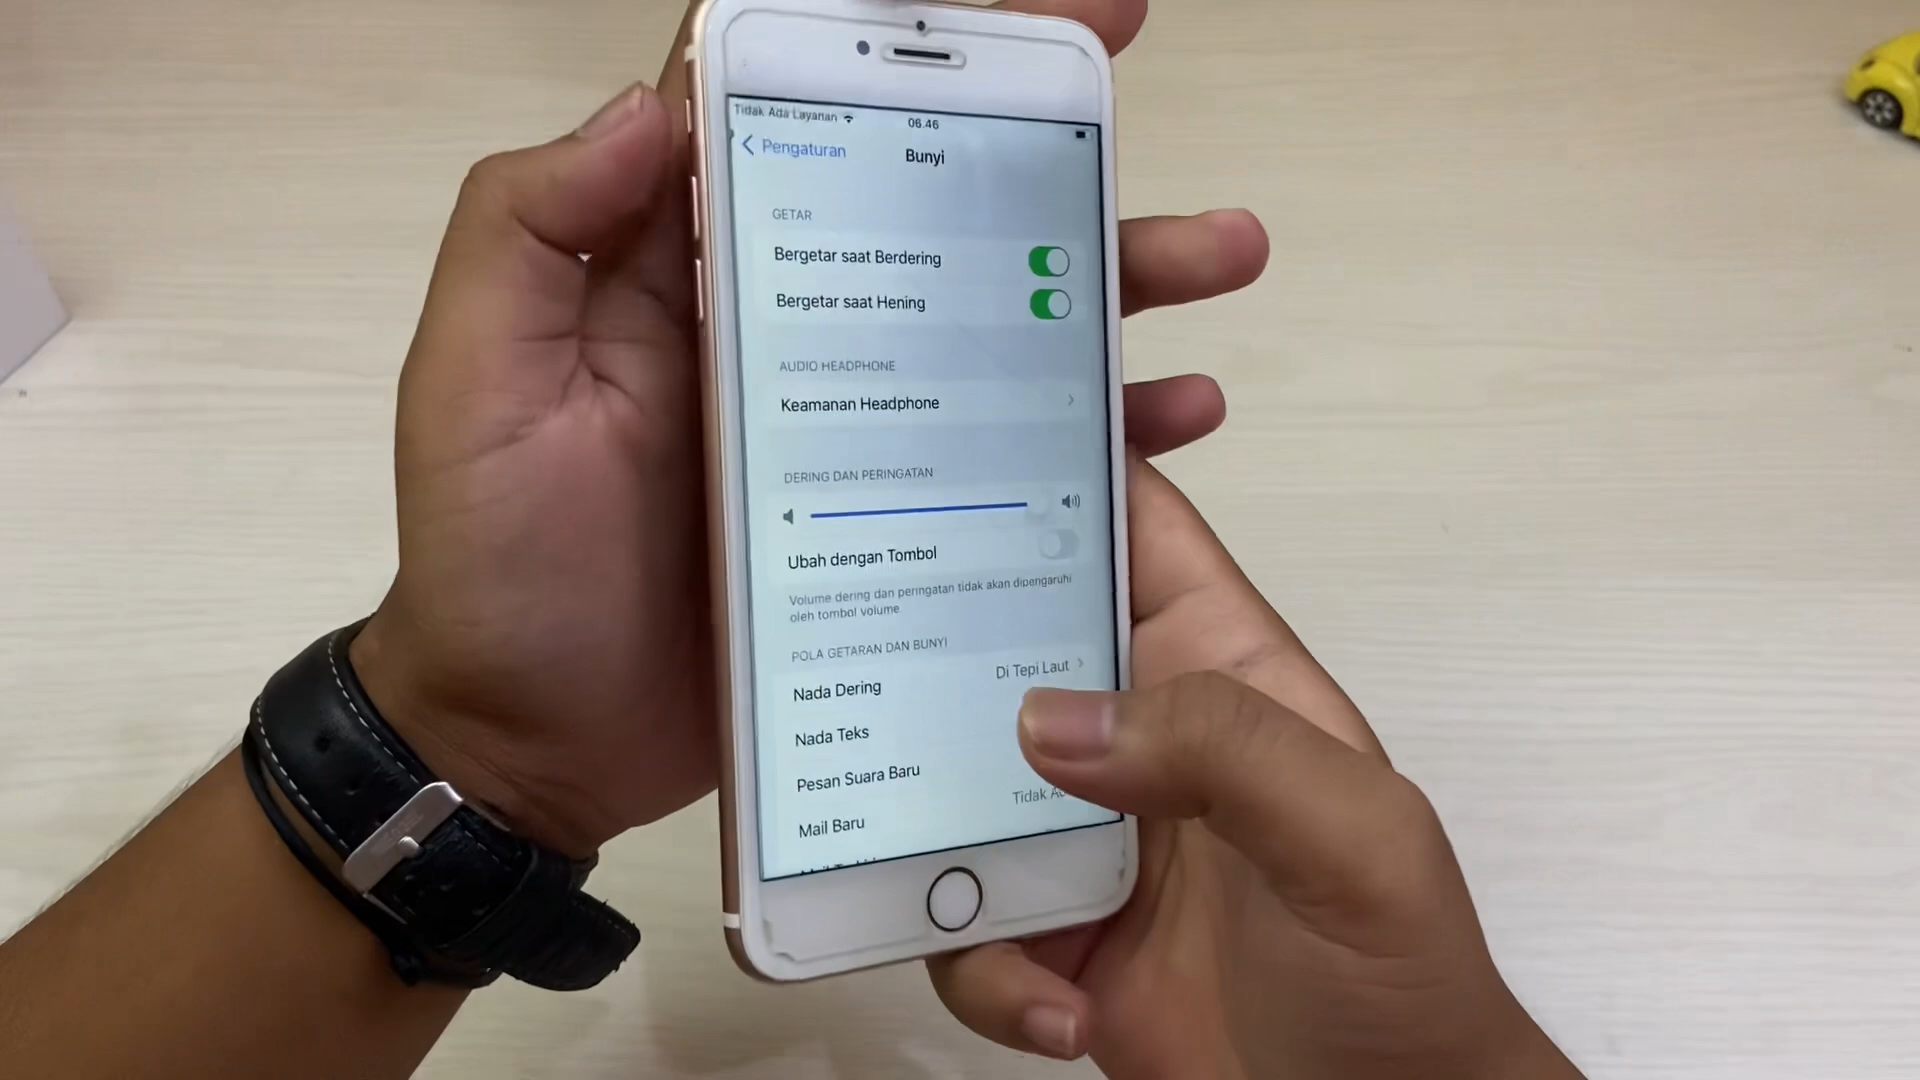 Tidak Ada Layanan 06.46
Pengaturan Bunyi
GETAR
Bergetar saat Berdering
Bergetar saat Hening
AUDIO HEADPHONE
Keamanan Headphone
DERING DAN PERINGATAN
Ubah dengan Tombol
Volume dering dan peringatan tidak akan dipengaruhi
oleh tombol volume
POLA GETARAN DAN BUNYI
Nada Dering Di Tepi Laut
Nada Teks
Pesan Suara Baru
Mail Baru Tidak